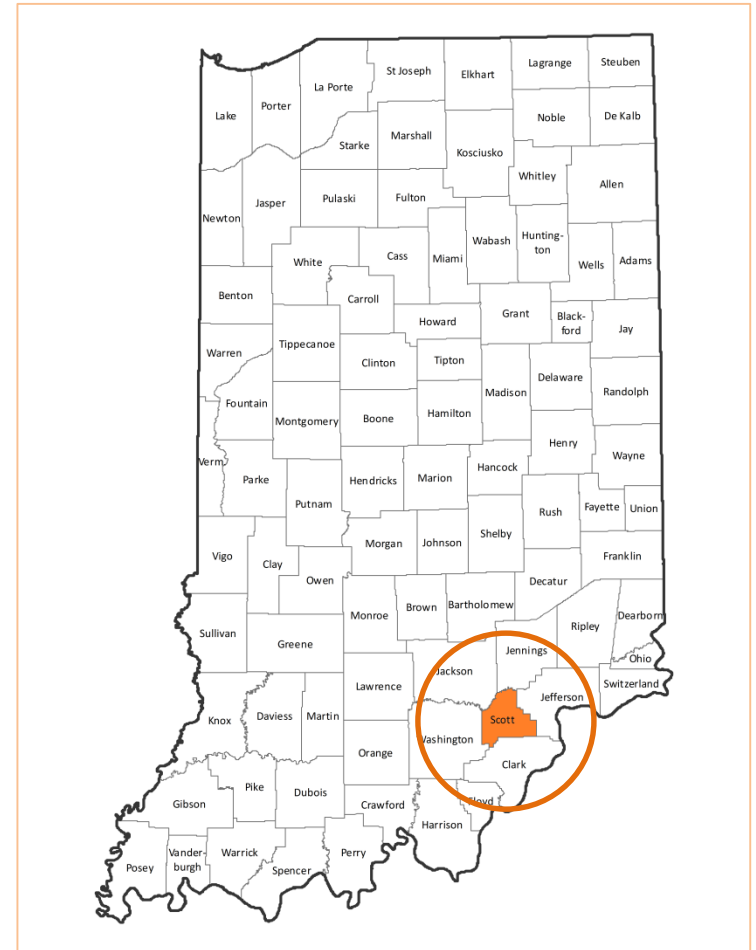 St Joseph
Elkhart
Lagrange
Steuben
La Porte
Porter
Lake
Noble
De Kalb
Marshall
Starke
Kosciusko
Whitley
Allen
Pulaski
Fulton
Jasper
Newton
Wabash
Hunting-
ton
White
Cass
Miami
Wells
Adams
Benton
Carroll
Howard
Grant
Black-
ford
Jay
Tippecanoe
Warren
Clinton
Tipton
Delaware
Madison
Randolph
Fountain
Montgomery
Boone
Hamilton
Henry
Wayne
Verm
Parke
Hendricks
Marion
Hancock
Putnam
Rush
Fayette
Union
Shelby
Morgan
Johnson
Vigo
Clay
Franklin
Owen
Decatur
Monroe
Brown
Bartholomew
Dearborn
Ripley
Sullivan
Greene
Jennings
Ohio
Jackson
Switzerland
Lawrence
Jefferson
Knox
Daviess
Martin
Scott
Washington
Orange
Clark
Pike
Dubois
Gibson
Crawford
Floyd
Harrison
Vander-
burgh
Warrick
Perry
Posey
Spencer